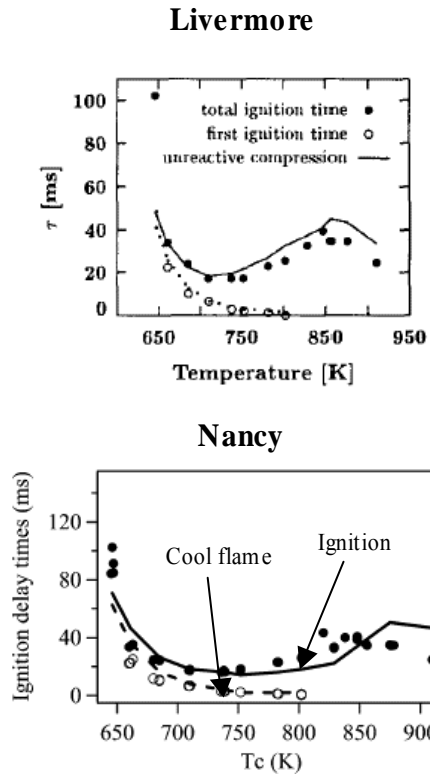 Livermore
100
80
60
40
20
0
τ [ms]
total ignition time
first ignition time
unreactive compression
650 750 850 950
Temperature [K]
Nancy
Ignition delay times (ms)
120
80
40
0
Cool flame
Ignition
650 700 750 800 850 900
Tc (K)